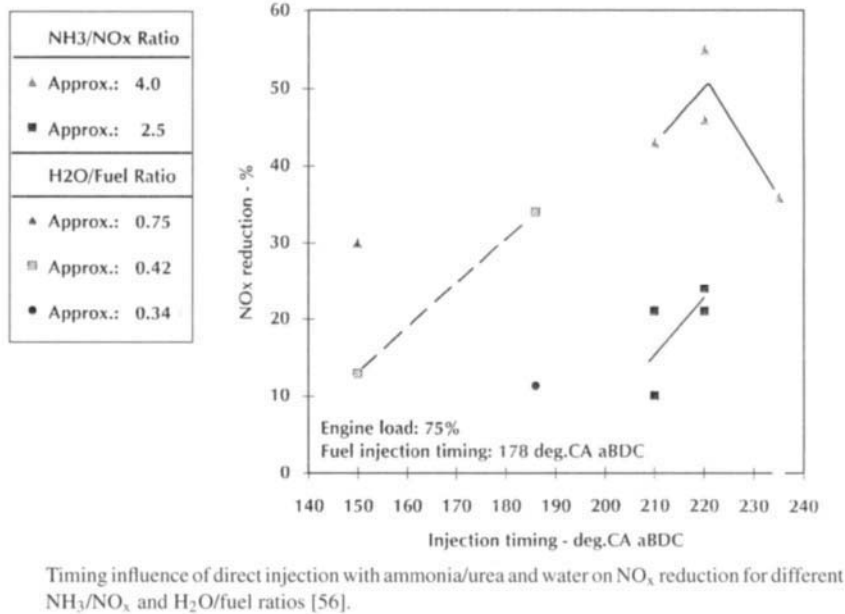 NH3/NOx Ratio
Approx.: 4.0
Approx.: 2.5
H2O/Fuel Ratio
Approx.: 0.75
Approx.: 0.42
Approx.: 0.34
NOx reduction - %
60
50
40
30
20
10
0
Engine load: 75%
Fuel injection timing: 178 deg.CA aBDC
140 150 160 170 180 190 200 210 220 230 240
Injection timing - deg.CA aBDC
Timing influence of direct injection with ammonia/urea and water on NOx reduction for different
NH3/NOx and H2O/fuel ratios [56].